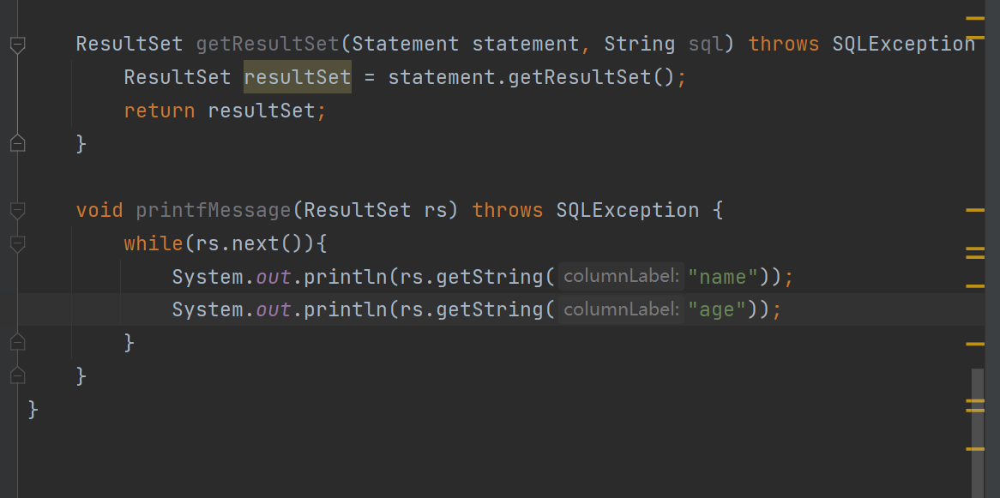 ResultSet getResultSet(Statement statement, String sql) throws SQLException
ResultSet resultSet = statement.getResultSet();
return resultSet;
}
void printfMessage(ResultSet rs) throws SQLException {
while(rs.next()){
System.out.println(rs.getString( columnLabel: "name"));
System.out.println(rs.getString( columnLabel: "age"));
}
}
}